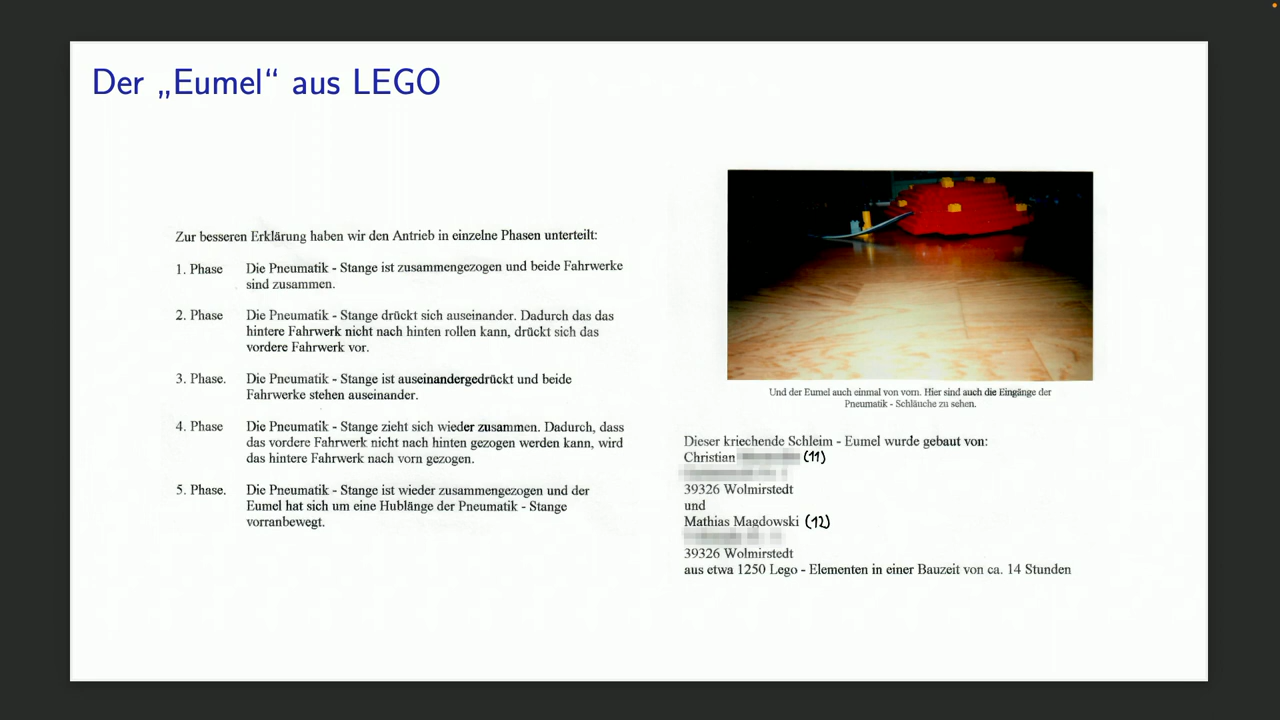 Der „Eumel“ aus LEGO
Zur besseren Erklärung haben wir den Antrieb in einzelne Phasen unterteilt:
1. Phase Die Pneumatik - Stange ist zusammengezogen und beide Fahrwerke
sind zusammen.
2. Phase Die Pneumatik - Stange drückt sich auseinander. Dadurch das das
hintere Fahrwerk nicht nach hinten rollen kann, drückt sich das
vordere Fahrwerk vor.
3. Phase. Die Pneumatik - Stange ist auseinandergedrückt und beide
Fahrwerke stehen auseinander.
4. Phase Die Pneumatik - Stange zieht sich wieder zusammen. Dadurch, dass
das vordere Fahrwerk nicht nach hinten gezogen werden kann, wird
das hintere Fahrwerk nach vorn gezogen.
5. Phase. Die Pneumatik - Stange ist wieder zusammengezogen und der
Eumel hat sich um eine Hublänge der Pneumatik - Stange
vorranbewegt.
Und der Eumel auch einmal von vorn. Hier sind auch die Eingänge der
Pneumatik - Schläuche zu sehen.
Dieser kriechende Schleim - Eumel wurde gebaut von:
Christian (11)
39326 Wolmirstedt
und
Mathias Magdowski (12)
39326 Wolmirstedt
aus etwa 1250 Lego - Elementen in einer Bauzeit von ca. 14 Stunden